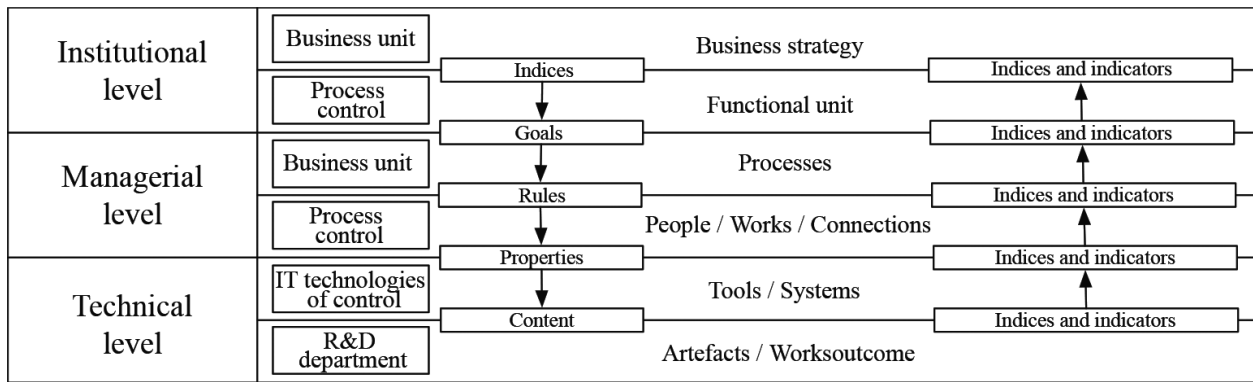 Institutional
level
Business unit
Business strategy
Indices
Indices and indicators
Process
control
Functional unit
Goals
Indices and indicators
Managerial
level
Business unit
Processes
Rules
Indices and indicators
Process
control
People / Works / Connections
Properties
Indices and indicators
Technical
level
IT technologies
of control
Tools / Systems
Content
Indices and indicators
R&D
department
Artefacts / Worksoutcome